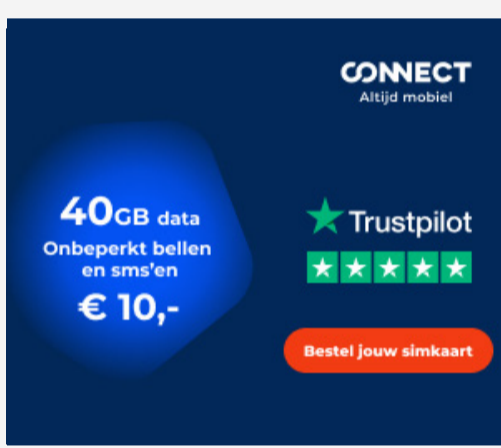 CONNECT
Altijd mobiel
40GB data
Onbeperkt bellen
en sms'en
€ 10,-
Trustpilot
Bestel jouw simkaart